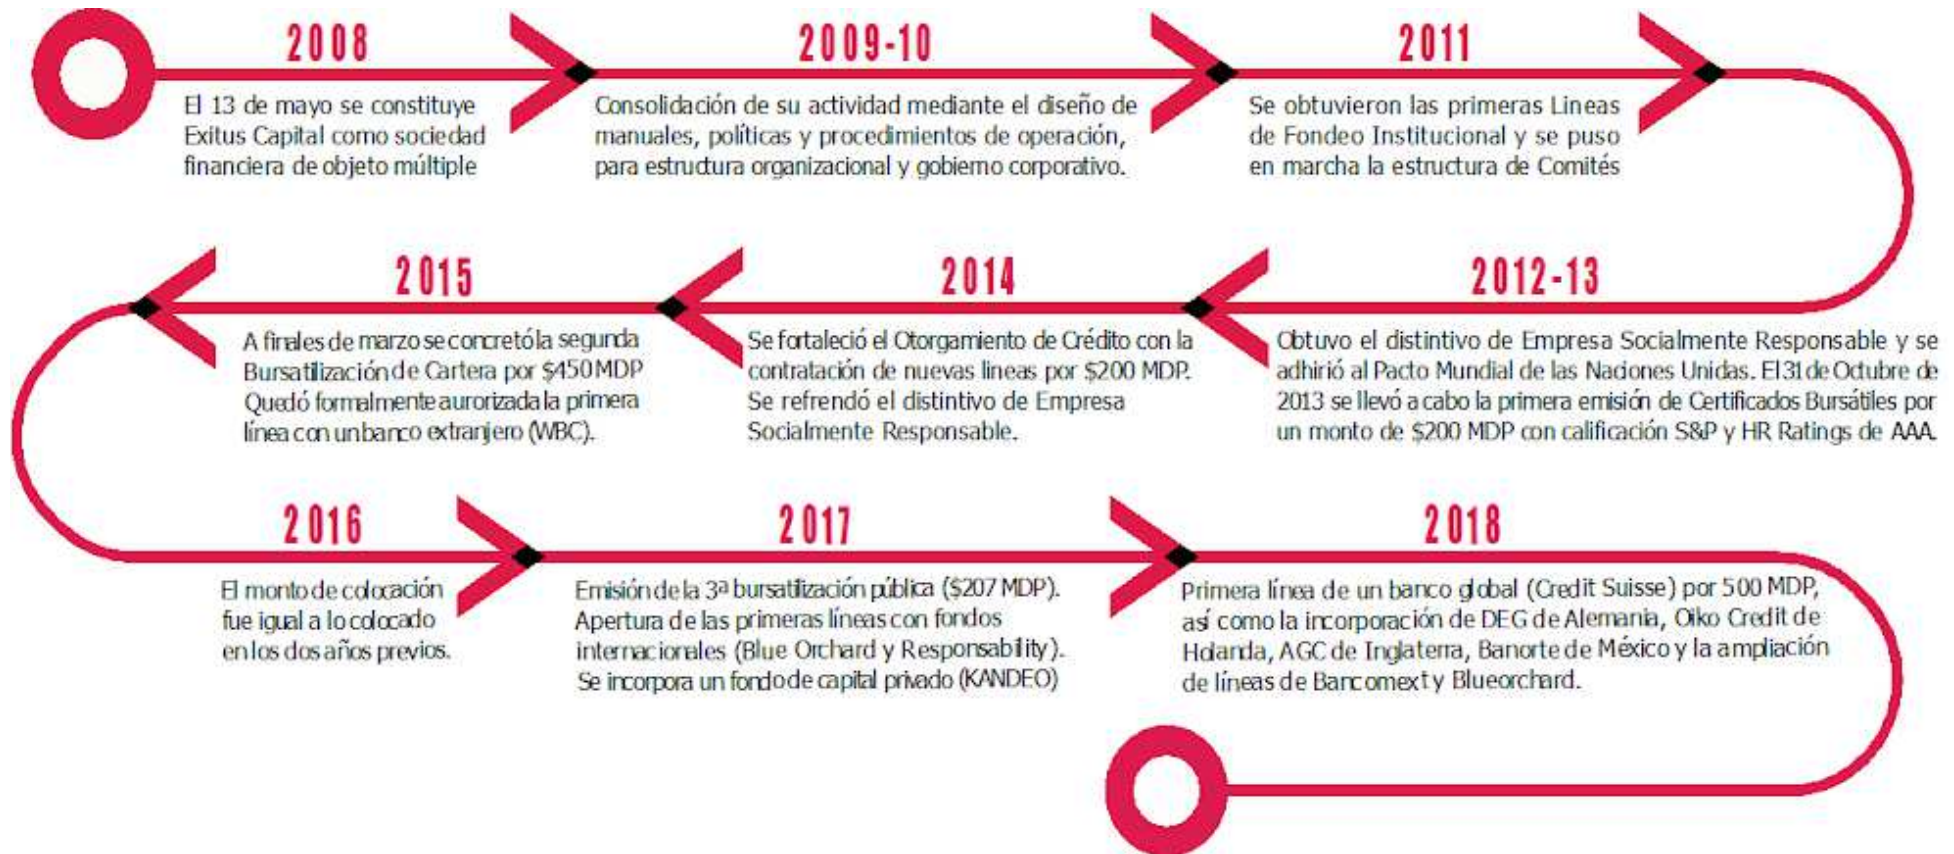 2008
El 13 de mayo se constituye
Exitus Capital como sociedad
financiera de objeto múltiple
2009-10
Consolidación de su actividad mediante el diseño de
manuales, políticas y procedimientos de operación,
para estructura organizacional y gobierno corporativo.
2011
Se obtuvieron las primeras Lineas
de Fondeo Institucional y se puso
en marcha la estructura de Comités
2012-13
Obtuvo el distintivo de Empresa Socialmente Responsable y se
adhirió al Pacto Mundial de las Naciones Unidas. El 31 de Octubre de
2013 se llevó a cabo la primera emisión de Certificados Bursátiles por
un monto de $200 MDP con calificación S&P y HR Ratings de AAA.
2014
Se fortaleció el Otorgamiento de Crédito con la
contratación de nuevas lineas por $200 MDP.
Se refrendó el distintivo de Empresa
Socialmente Responsable.
2015
A finales de marzo se concretó la segunda
Bursatilización de Cartera por $450 MDP
Quedó formalmente aurorizada la primera
línea con un banco extranjero (WBC).
2016
El monto de colocación
fue igual a lo colocado
en los dos años previos.
2017
Emisión de la 3ª bursatilización pública ($207 MDP).
Apertura de las primeras líneas con fondos
internacionales (Blue Orchard y Responsability).
Se incorpora un fondo de capital privado (KANDEO)
2018
Primera línea de un banco global (Credit Suisse) por 500 MDP,
así como la incorporación de DEG de Alemania, Oiko Credit de
Holanda, AGC de Inglaterra, Banorte de México y la ampliación
de líneas de Bancomext y Blueorchard.